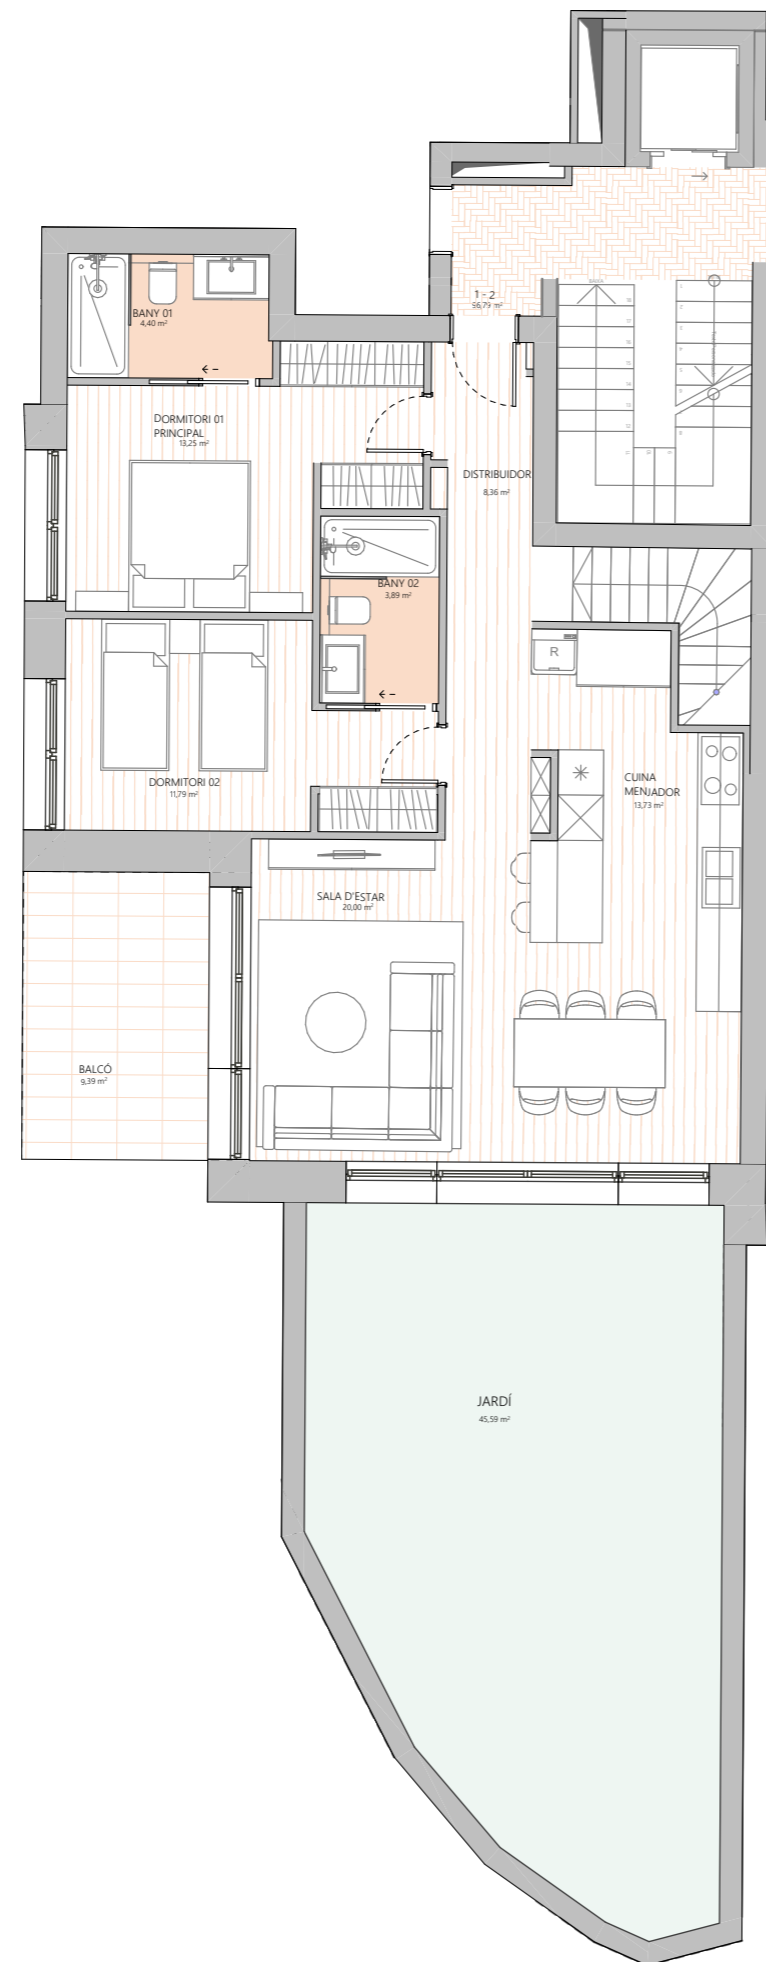 1 - 2
56,79 m²
BAIXA
BANY 01
4,40 m²
DORMITORI 01
PRINCIPAL
13,25 m²
DISTRIBUIDOR
8,36 m²
BANY 02
3,89 m²
R
DORMITORI 02
11,79 m²
CUINA
MENJADOR
13,73 m²
SALA D'ESTAR
20,00 m²
BALCÓ
9,39 m²
JARDÍ
45,59 m²